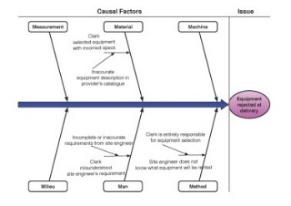 Causal Factors
Issue
Measurement
Material
Machine
Clerk
selected equipment
with incorrect specs
Inaccurate
equipment description in
provider's catalogue
Equipment
rejected at
delivery
Incomplete or inaccurate
requirements from site engineer
Clerk is entirely responsible
for equipment selection
Clerk
misunderstood
site engineer's requirement
Site engineer does not
know what equipment will be rented
Milieu
Man
Method